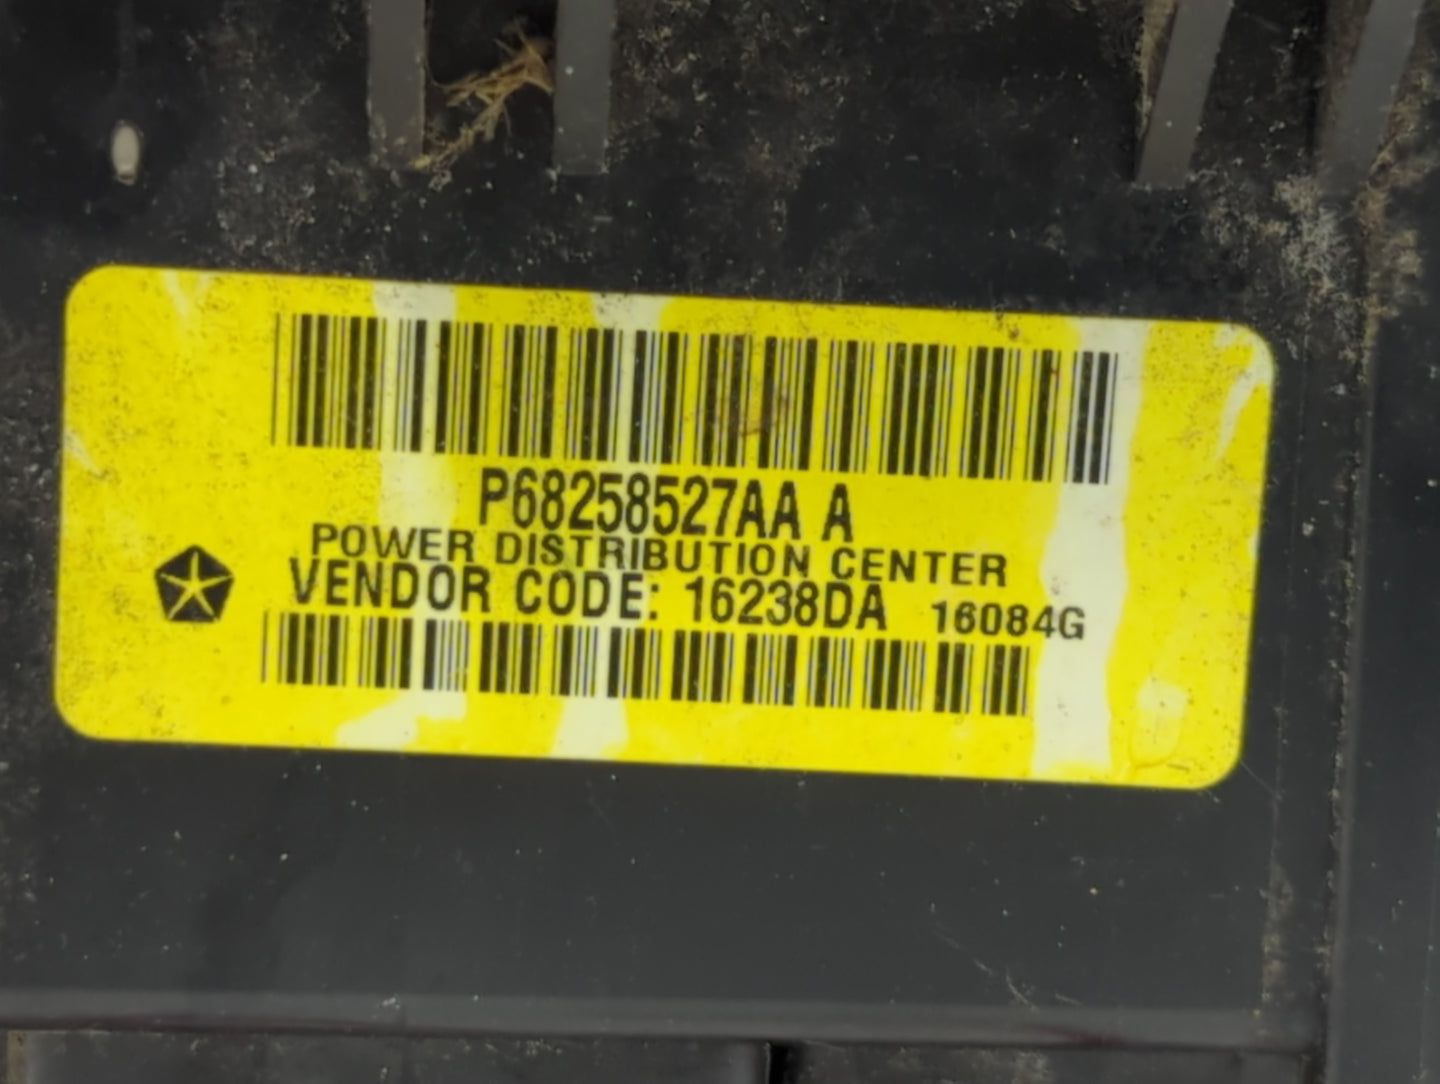 P68258527AA A
POWER DISTRIBUTION CENTER
VENDOR CODE: 16238DA 16084G